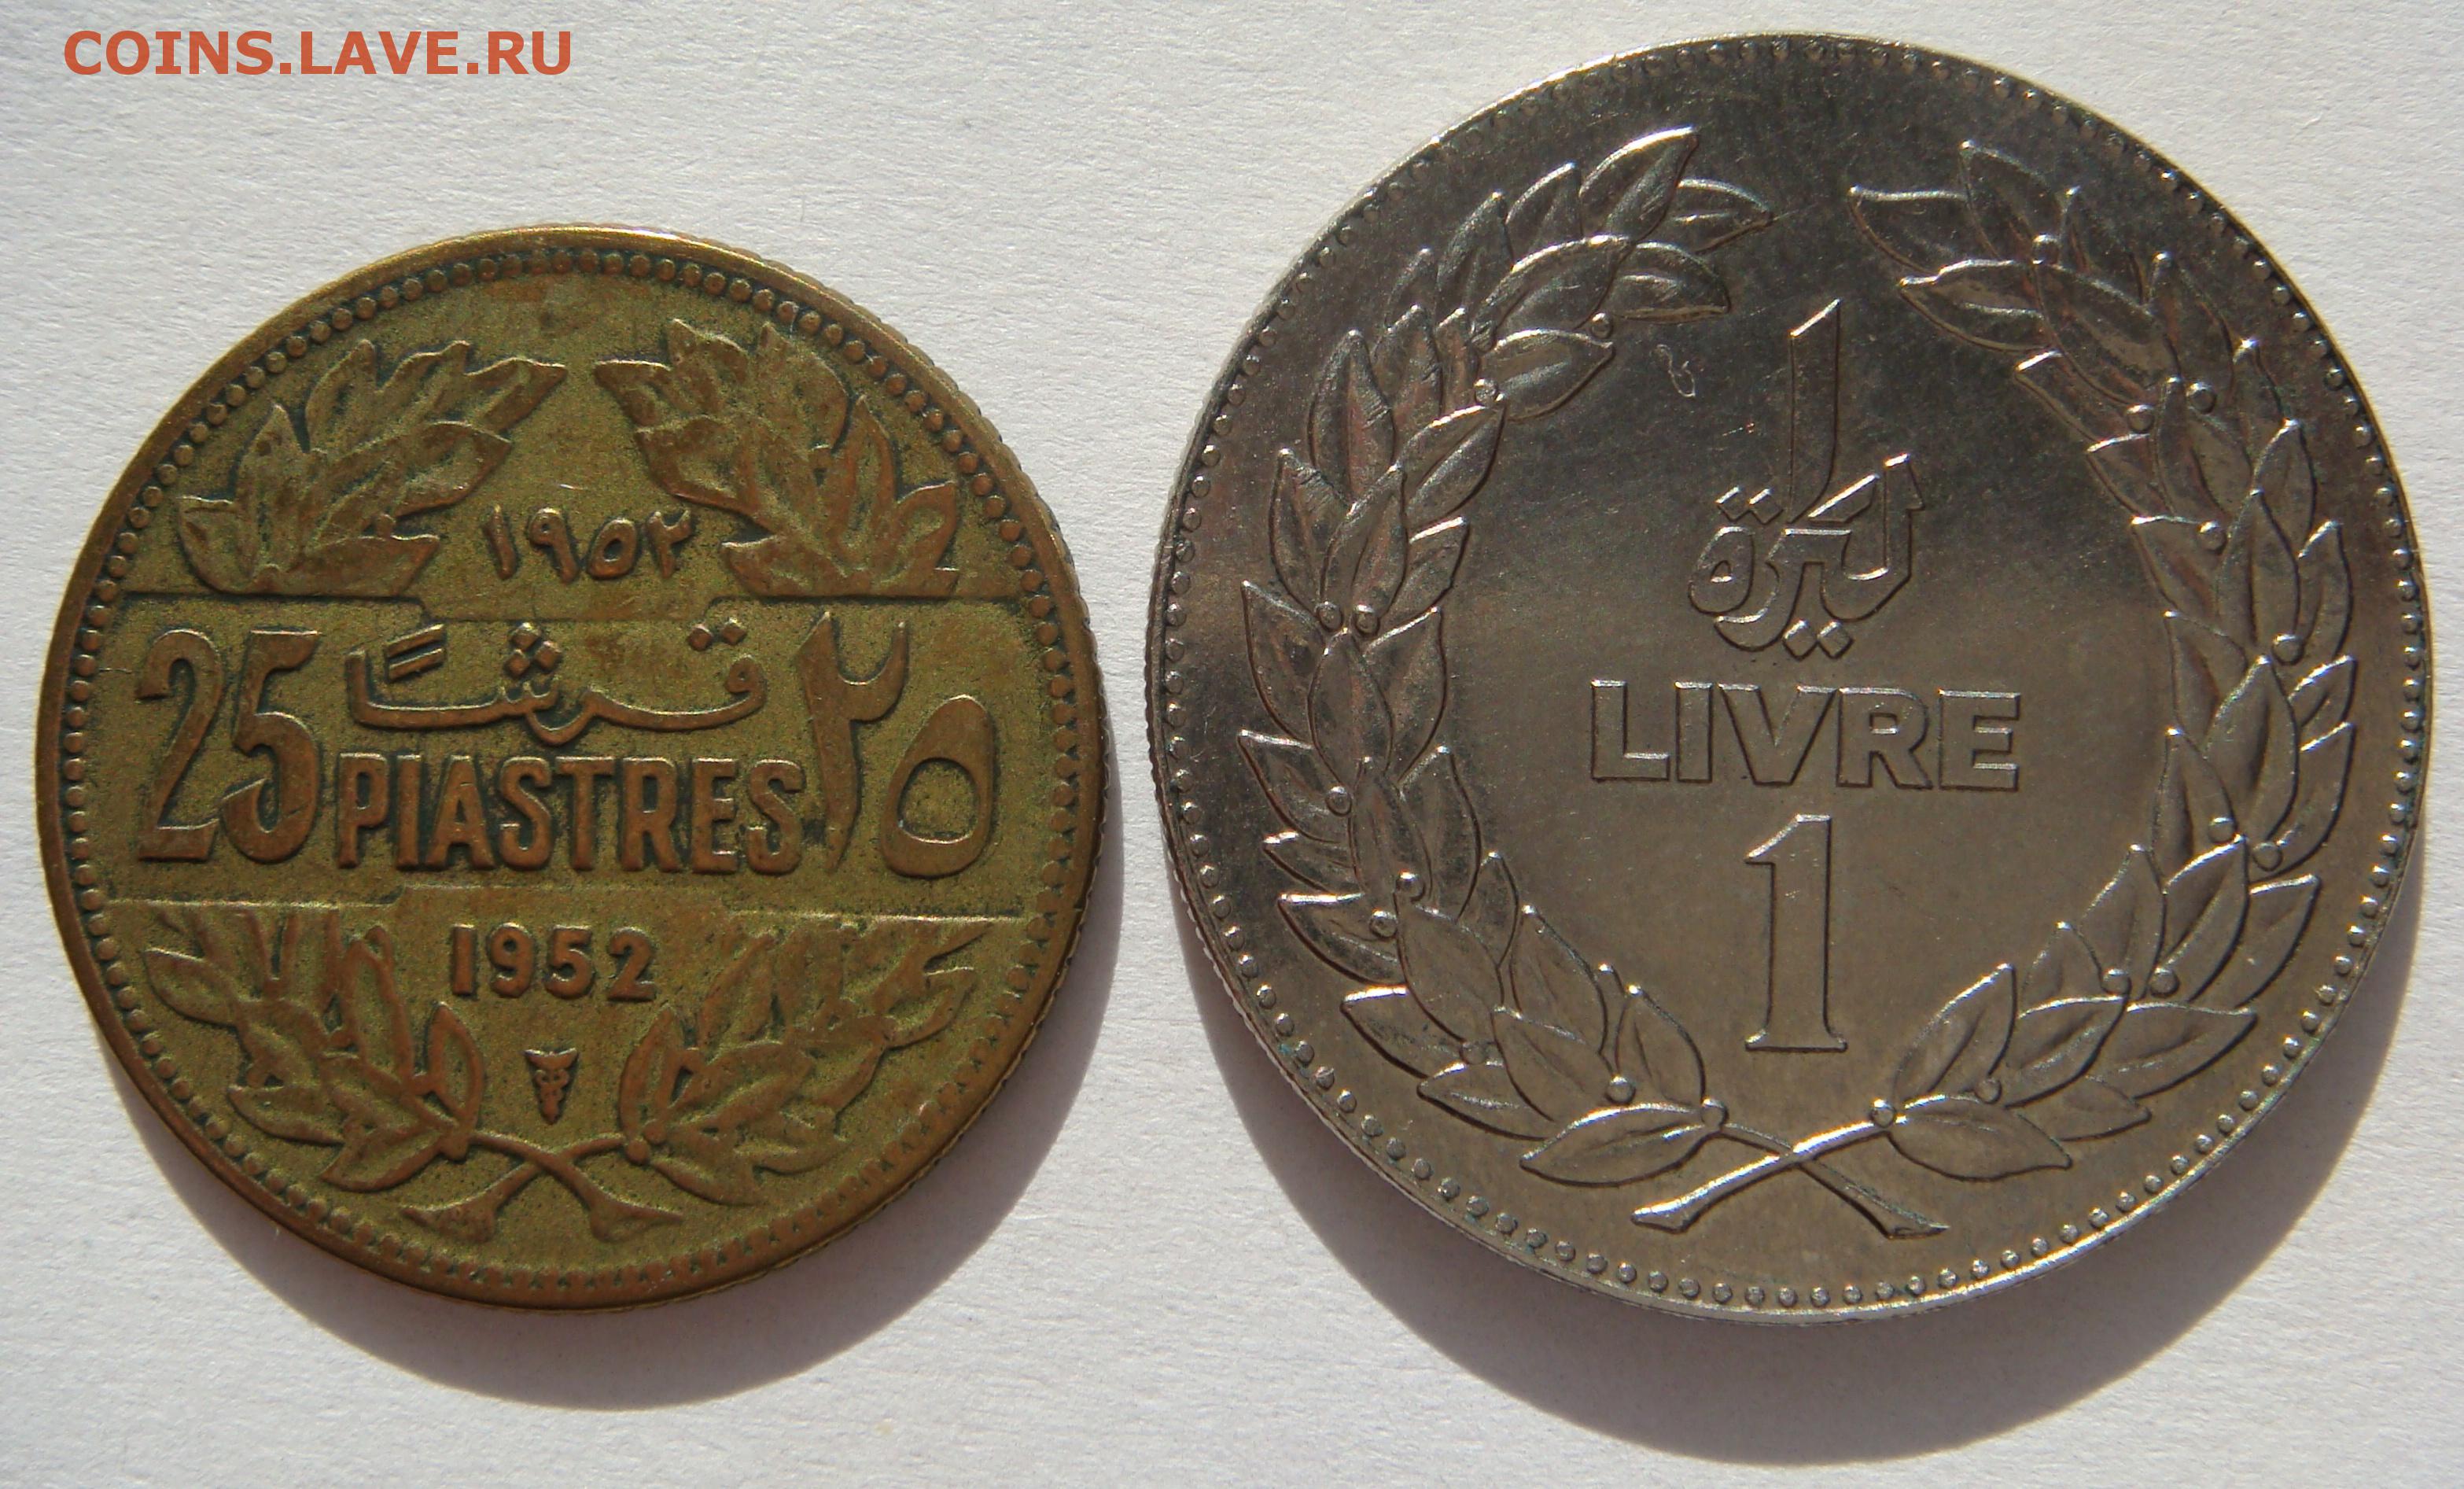 COINS.LAVE.RU
١٩٥٢
25 قرشًا ٢٥
PIASTRES
1952
١
ليرة
LIVRE
1